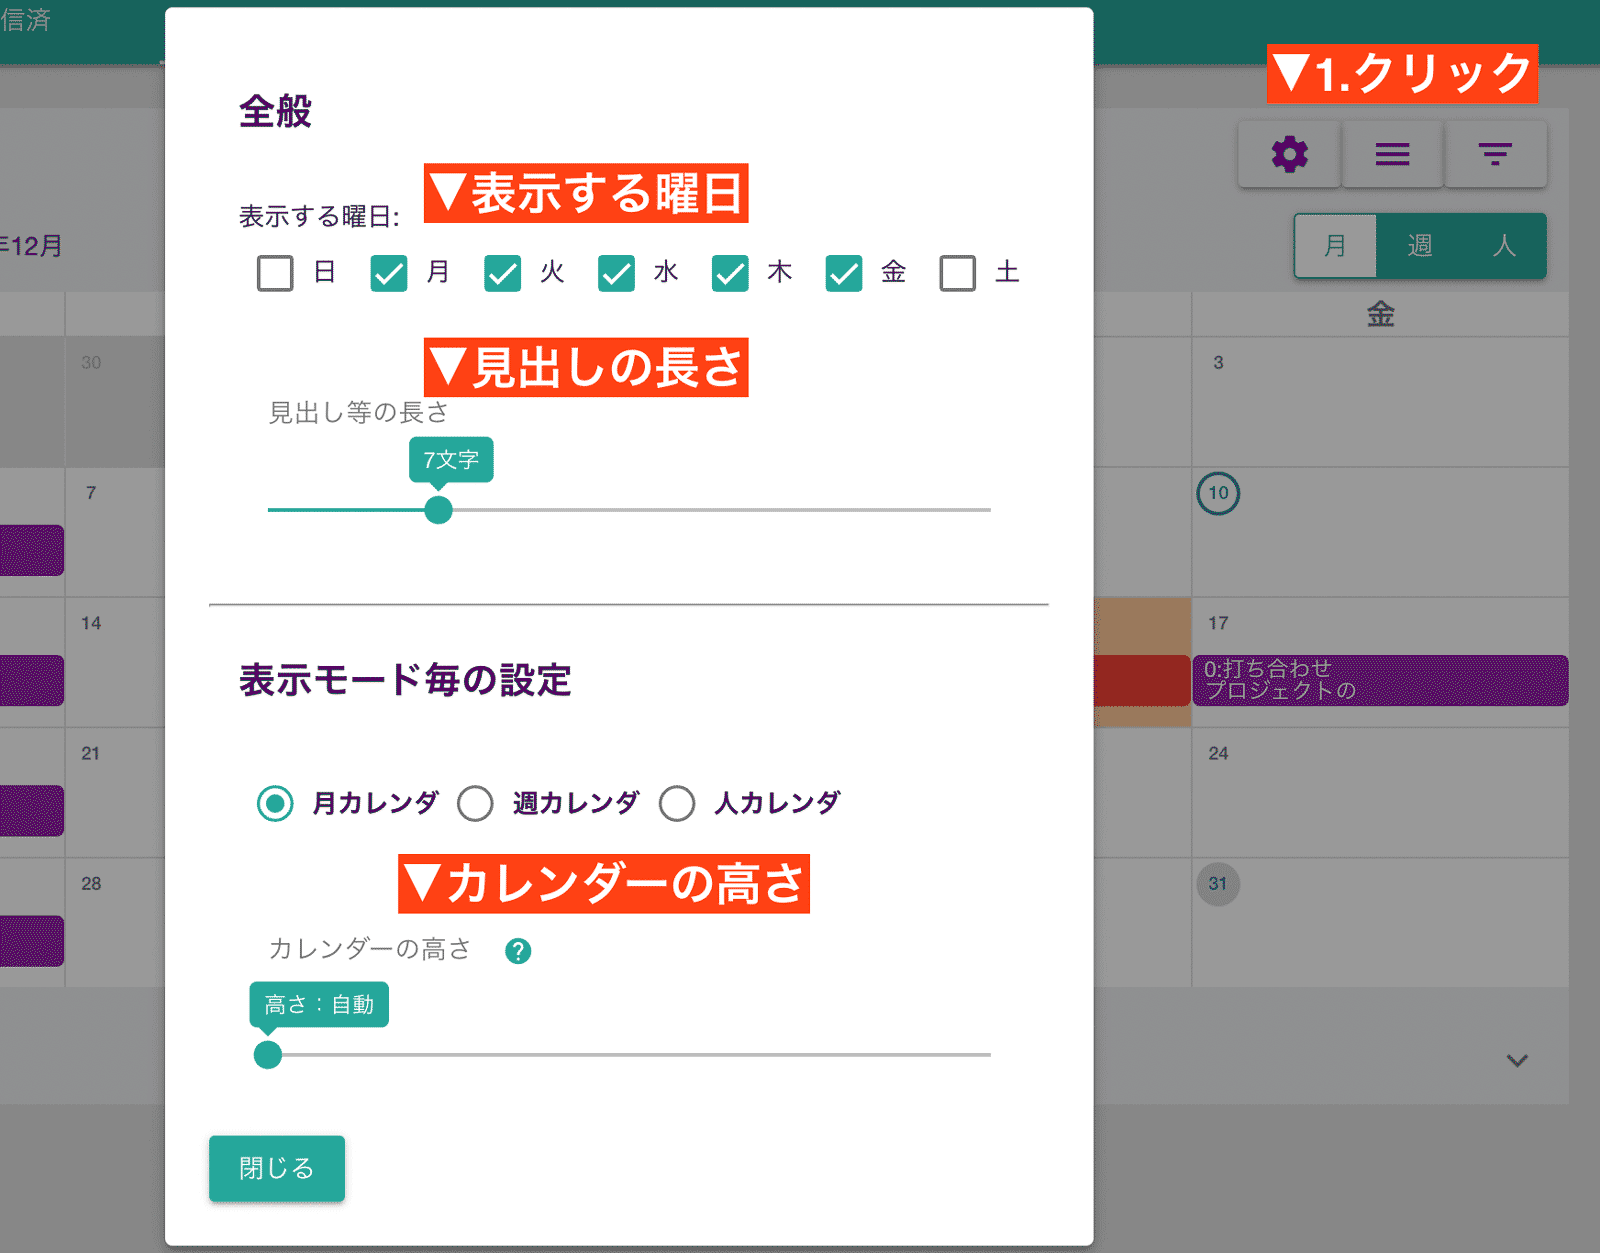 信済
▼1.クリック
全般
▼表示する曜日
表示する曜日:
日 月 火 水 木 金 土
▼見出しの長さ
見出し等の長さ
7文字
表示モード毎の設定
月カレンダ 週カレンダ 人カレンダ
▼カレンダーの高さ
カレンダーの高さ ?
高さ：自動
閉じる
年12月
月 週 人
金
30
3
7
10
14
17
0:打ち合わせ
プロジェクトの
21
24
28
31